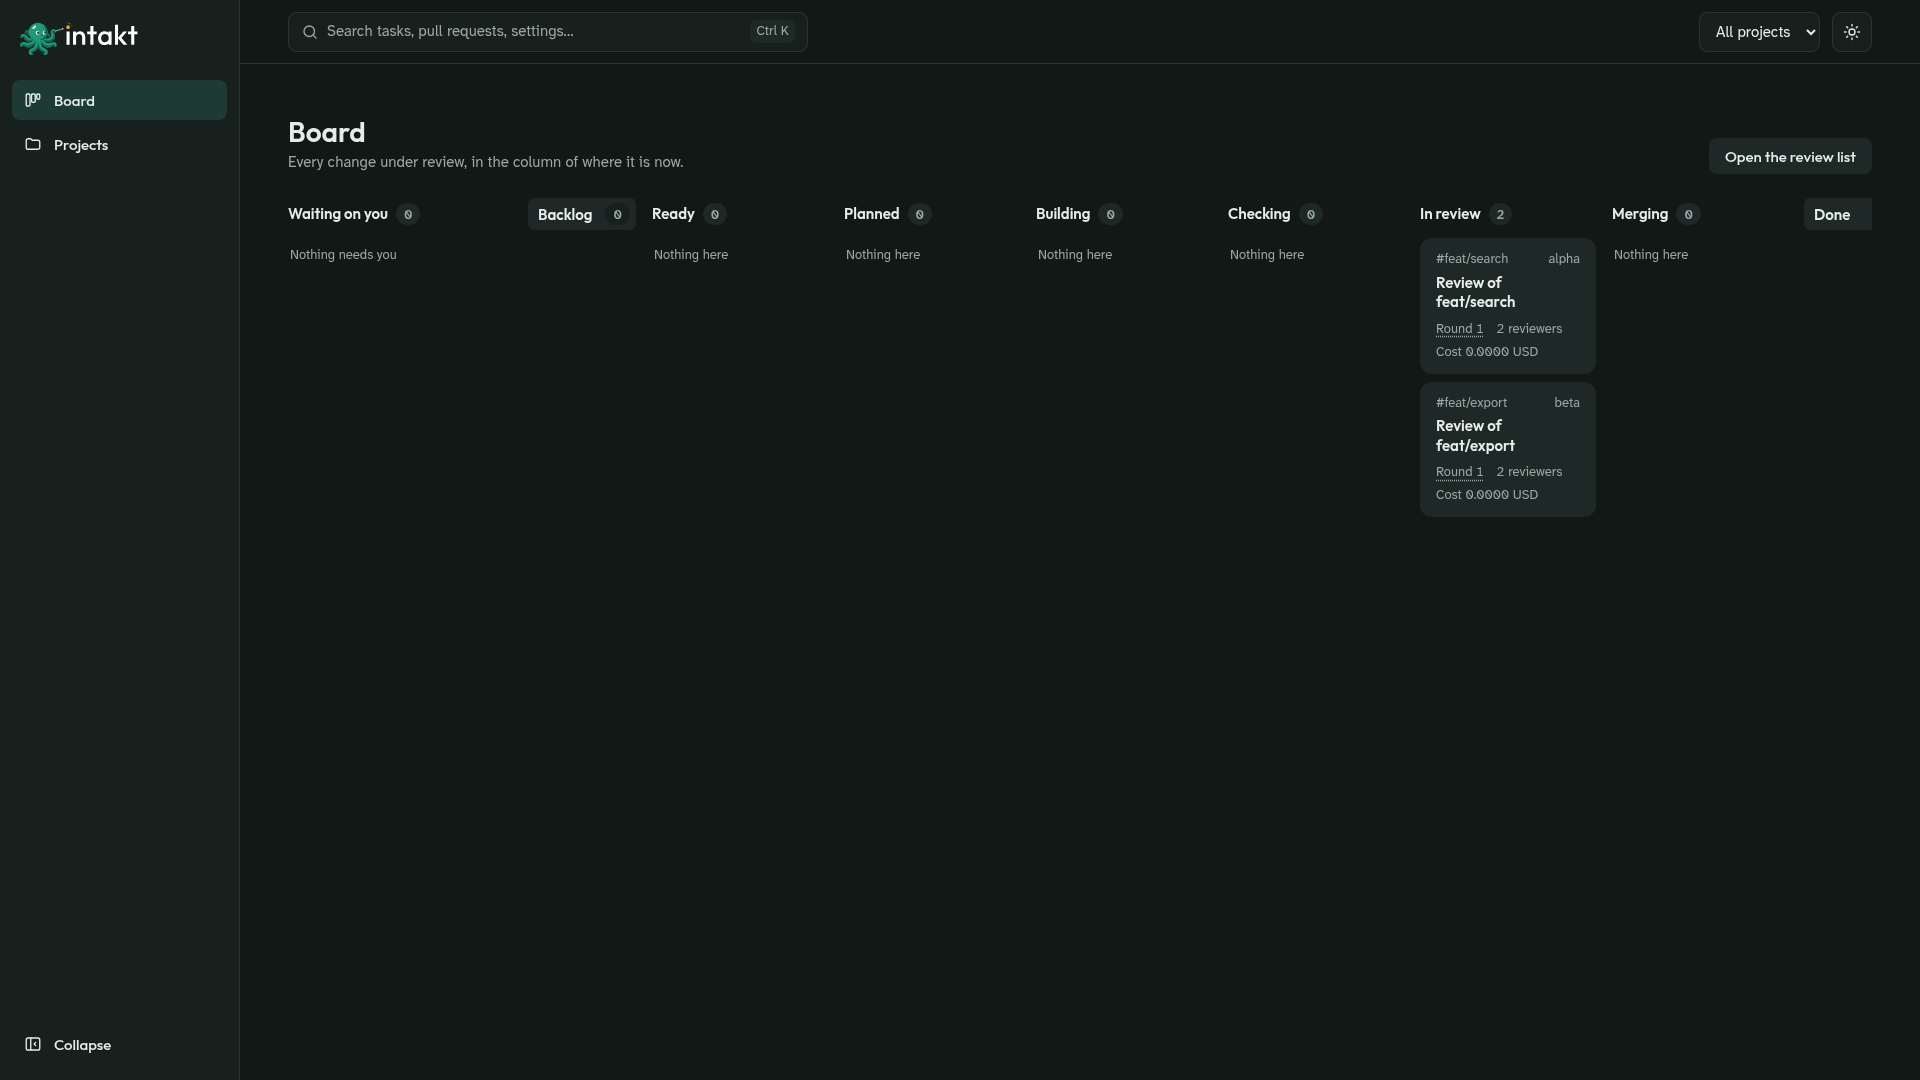 intakt
Search tasks, pull requests, settings...
Ctrl K
All projects
Board
Projects
Board
Every change under review, in the column of where it is now.
Open the review list
Waiting on you 0
Nothing needs you
Backlog 0
Ready 0
Nothing here
Planned 0
Nothing here
Building 0
Nothing here
Checking 0
Nothing here
In review 2
#feat/search alpha
Review of
feat/search
Round 1 2 reviewers
Cost 0.0000 USD
#feat/export beta
Review of
feat/export
Round 1 2 reviewers
Cost 0.0000 USD
Merging 0
Nothing here
Done
Collapse